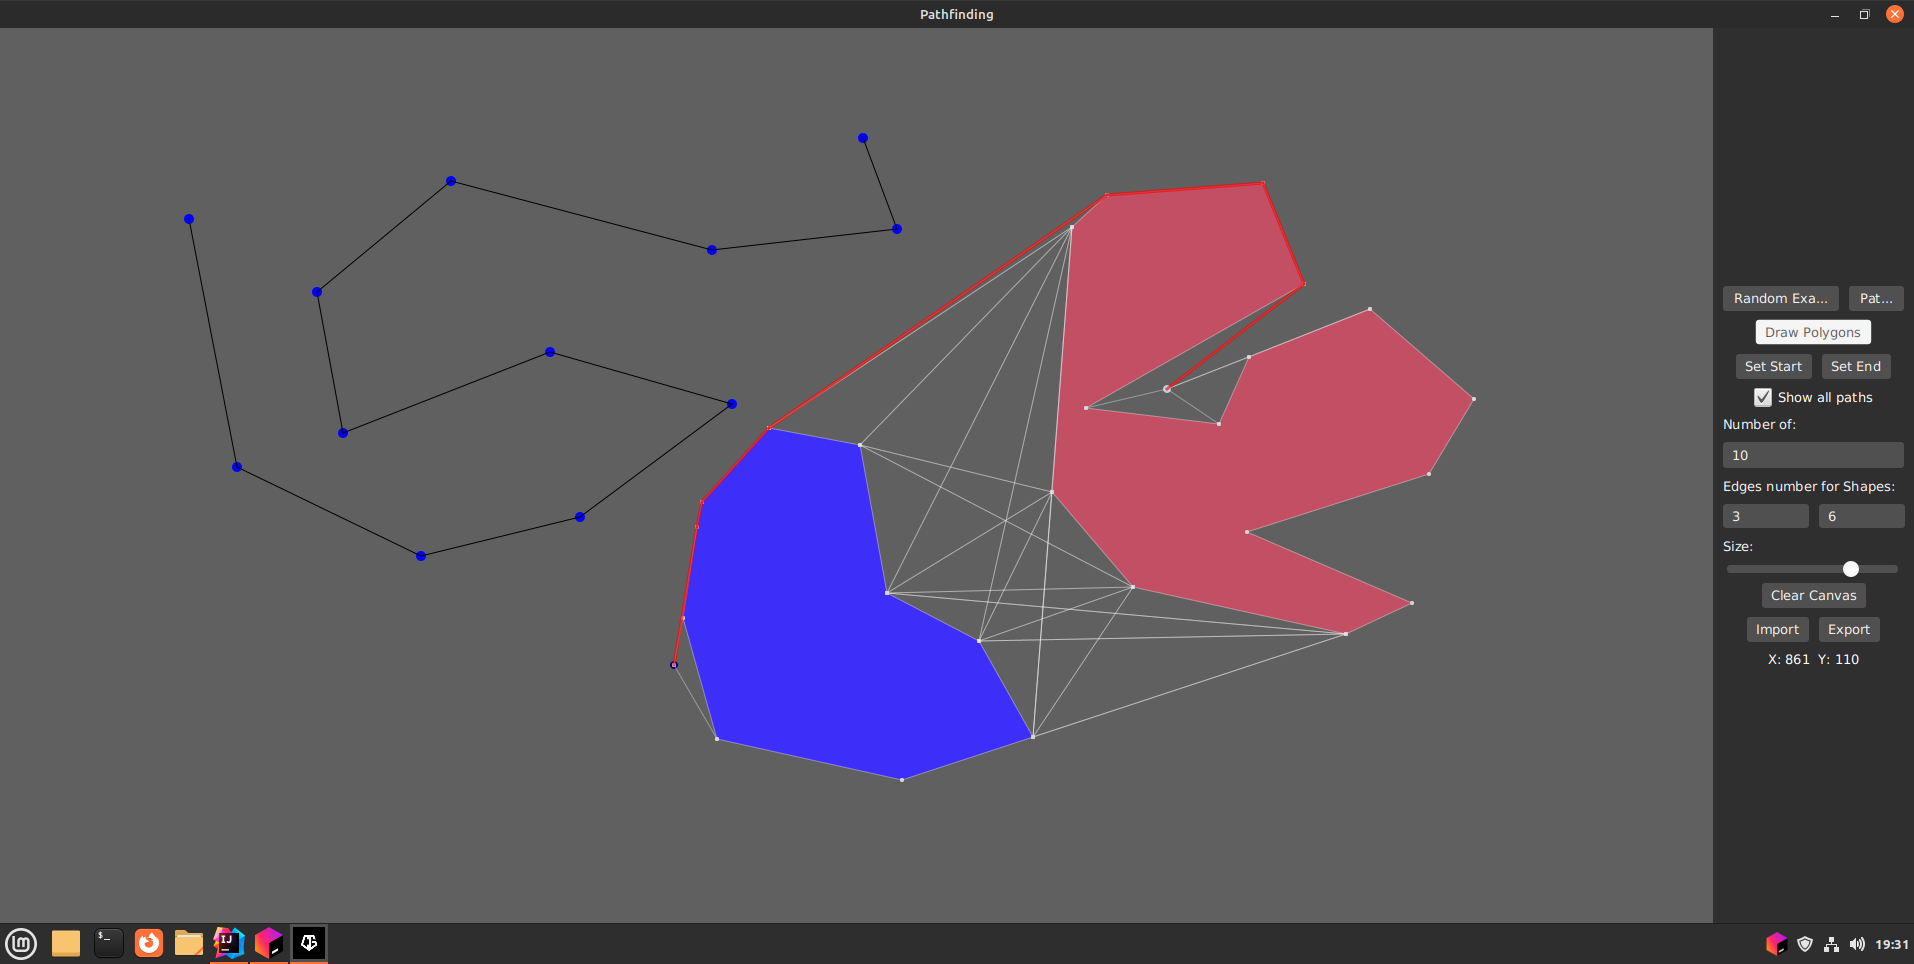 Pathfinding
Random Exa... Pat...
Draw Polygons
Set Start Set End
Show all paths
Number of:
10
Edges number for Shapes:
3 6
Size:
Clear Canvas
Import Export
X: 861 Y: 110
$_
IJ
19:31